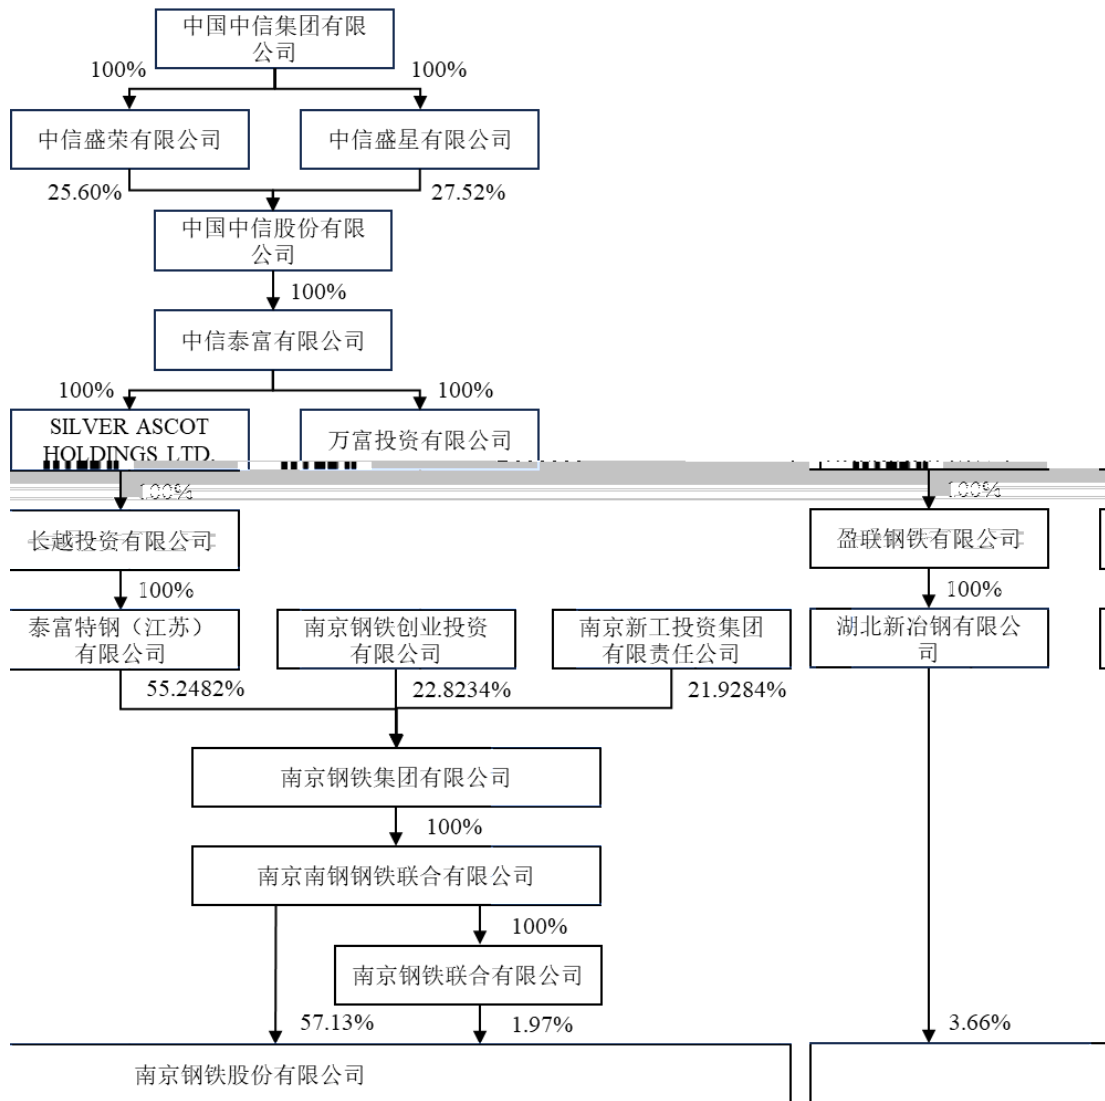 中国中信集团有限
公司
100%
100%
中信盛荣有限公司
中信盛星有限公司
25.60%
27.52%
中国中信股份有限
公司
100%
中信泰富有限公司
100%
100%
SILVER ASCOT
HOLDINGS LTD.
万富投资有限公司
100%
100%
长越投资有限公司
盈联钢铁有限公司
100%
100%
泰富特钢（江苏）
有限公司
南京钢铁创业投资
有限公司
南京新工投资集团
有限责任公司
湖北新冶钢有限公
司
55.2482%
22.8234%
21.9284%
南京钢铁集团有限公司
100%
南京南钢钢铁联合有限公司
100%
南京钢铁联合有限公司
57.13%
1.97%
3.66%
南京钢铁股份有限公司